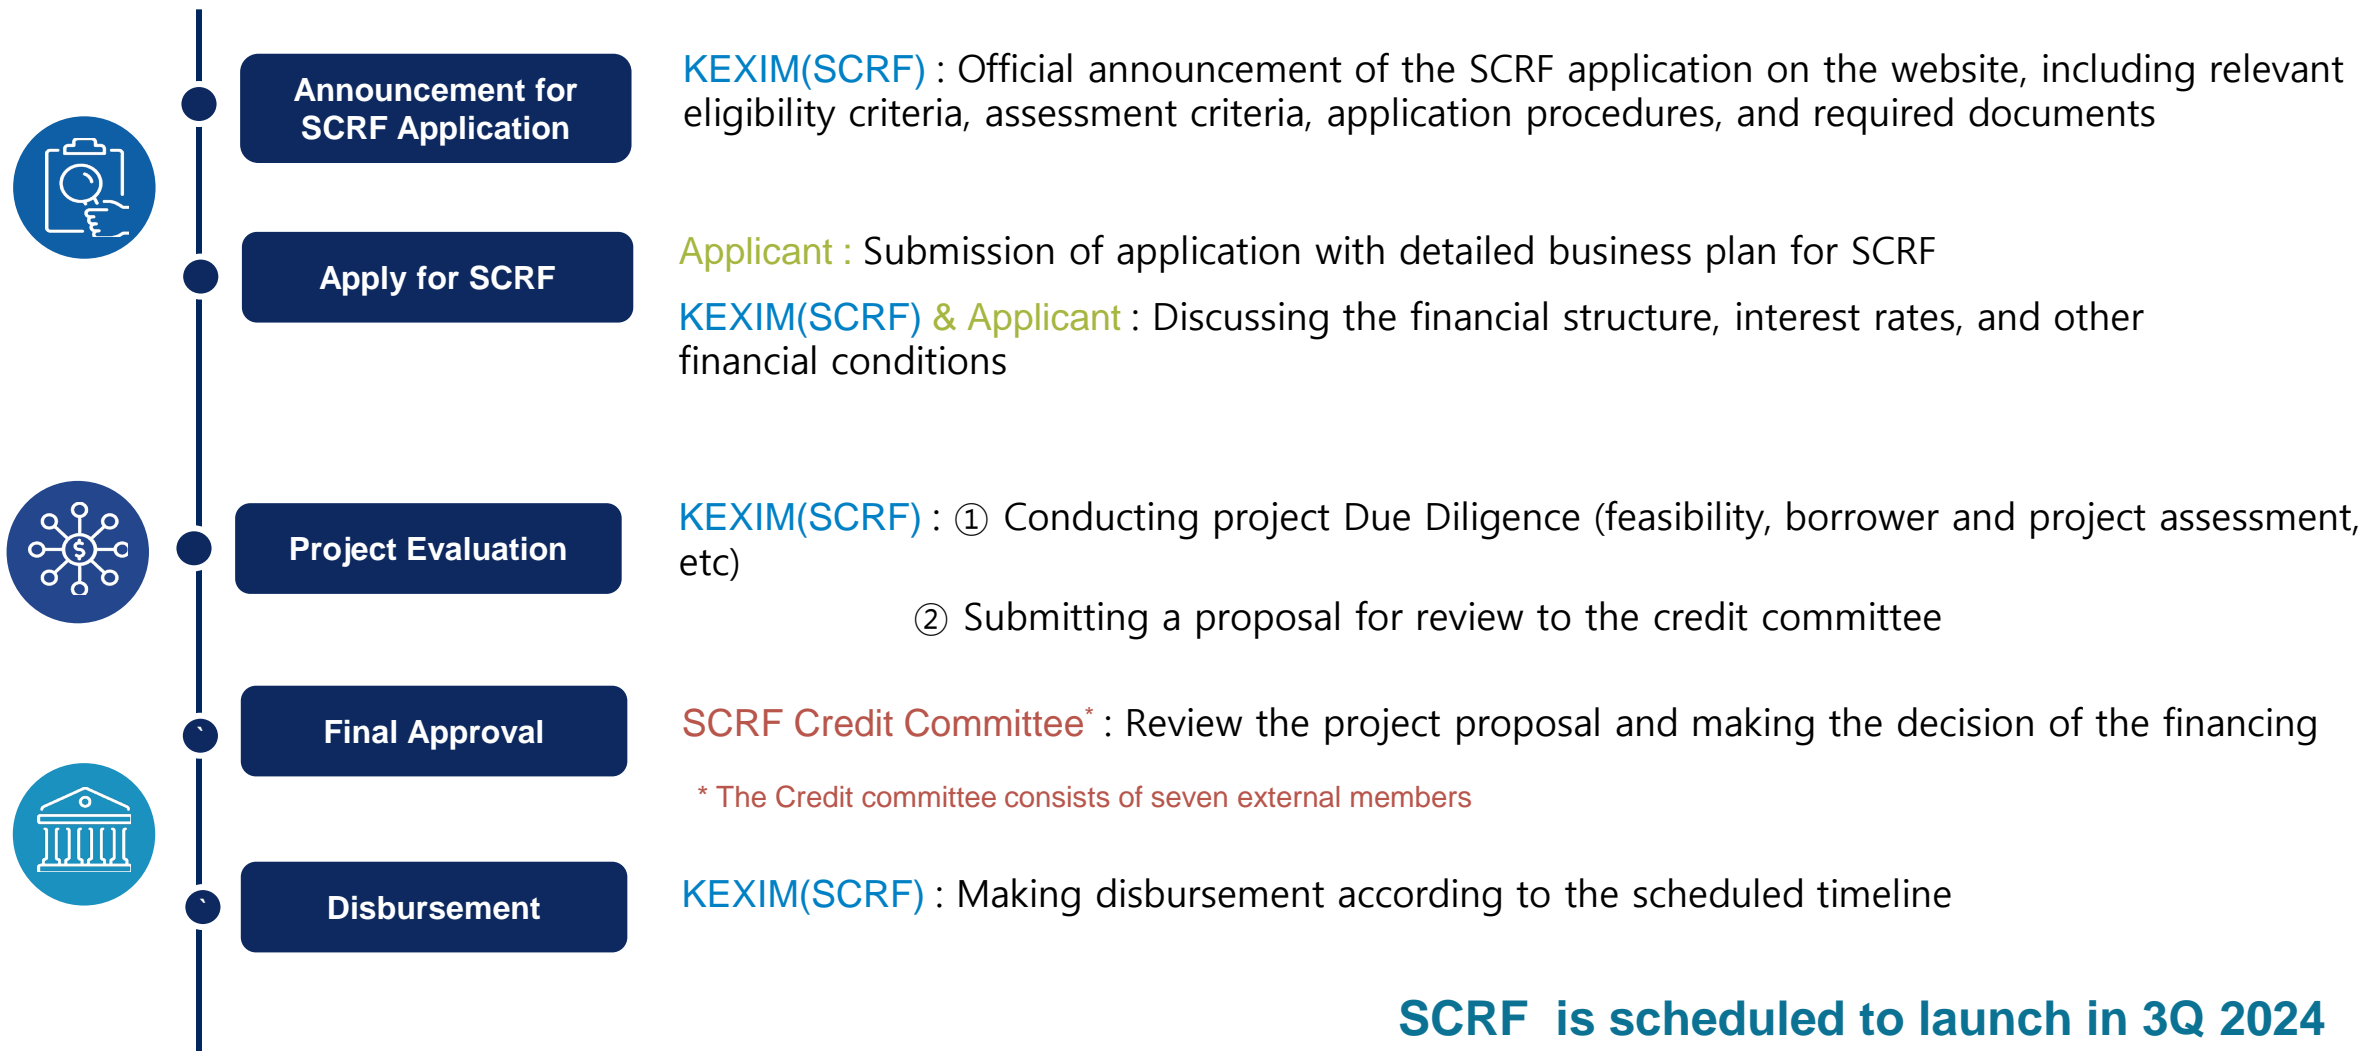 Announcement for
SCRF Application
KEXIM(SCRF) : Official announcement of the SCRF application on the website, including relevant
eligibility criteria, assessment criteria, application procedures, and required documents
Apply for SCRF
Applicant : Submission of application with detailed business plan for SCRF
KEXIM(SCRF) & Applicant : Discussing the financial structure, interest rates, and other
financial conditions
Project Evaluation
KEXIM(SCRF) : ① Conducting project Due Diligence (feasibility, borrower and project assessment,
etc)
② Submitting a proposal for review to the credit committee
$
Final Approval
SCRF Credit Committee* : Review the project proposal and making the decision of the financing
* The Credit committee consists of seven external members
`
Disbursement
KEXIM(SCRF) : Making disbursement according to the scheduled timeline
`
SCRF is scheduled to launch in 3Q 2024